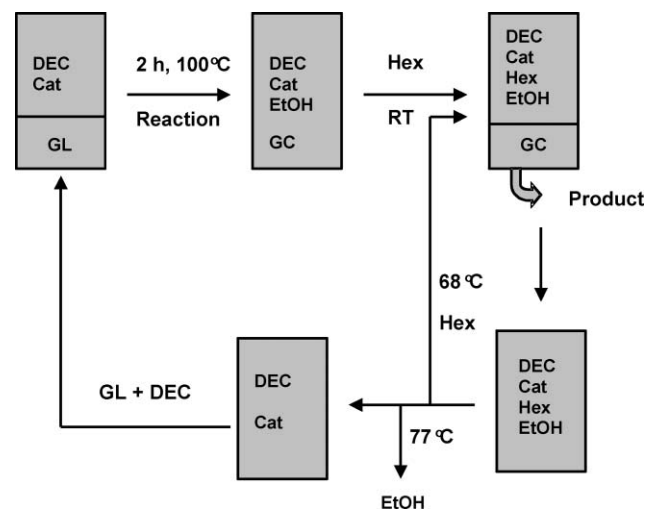 DEC
Cat
GL
2 h, 100°C
Reaction
DEC
Cat
EtOH
GC
Hex
RT
DEC
Cat
Hex
EtOH
GC
Product
68°C
Hex
DEC
Cat
Hex
EtOH
77°C
EtOH
DEC
Cat
GL + DEC